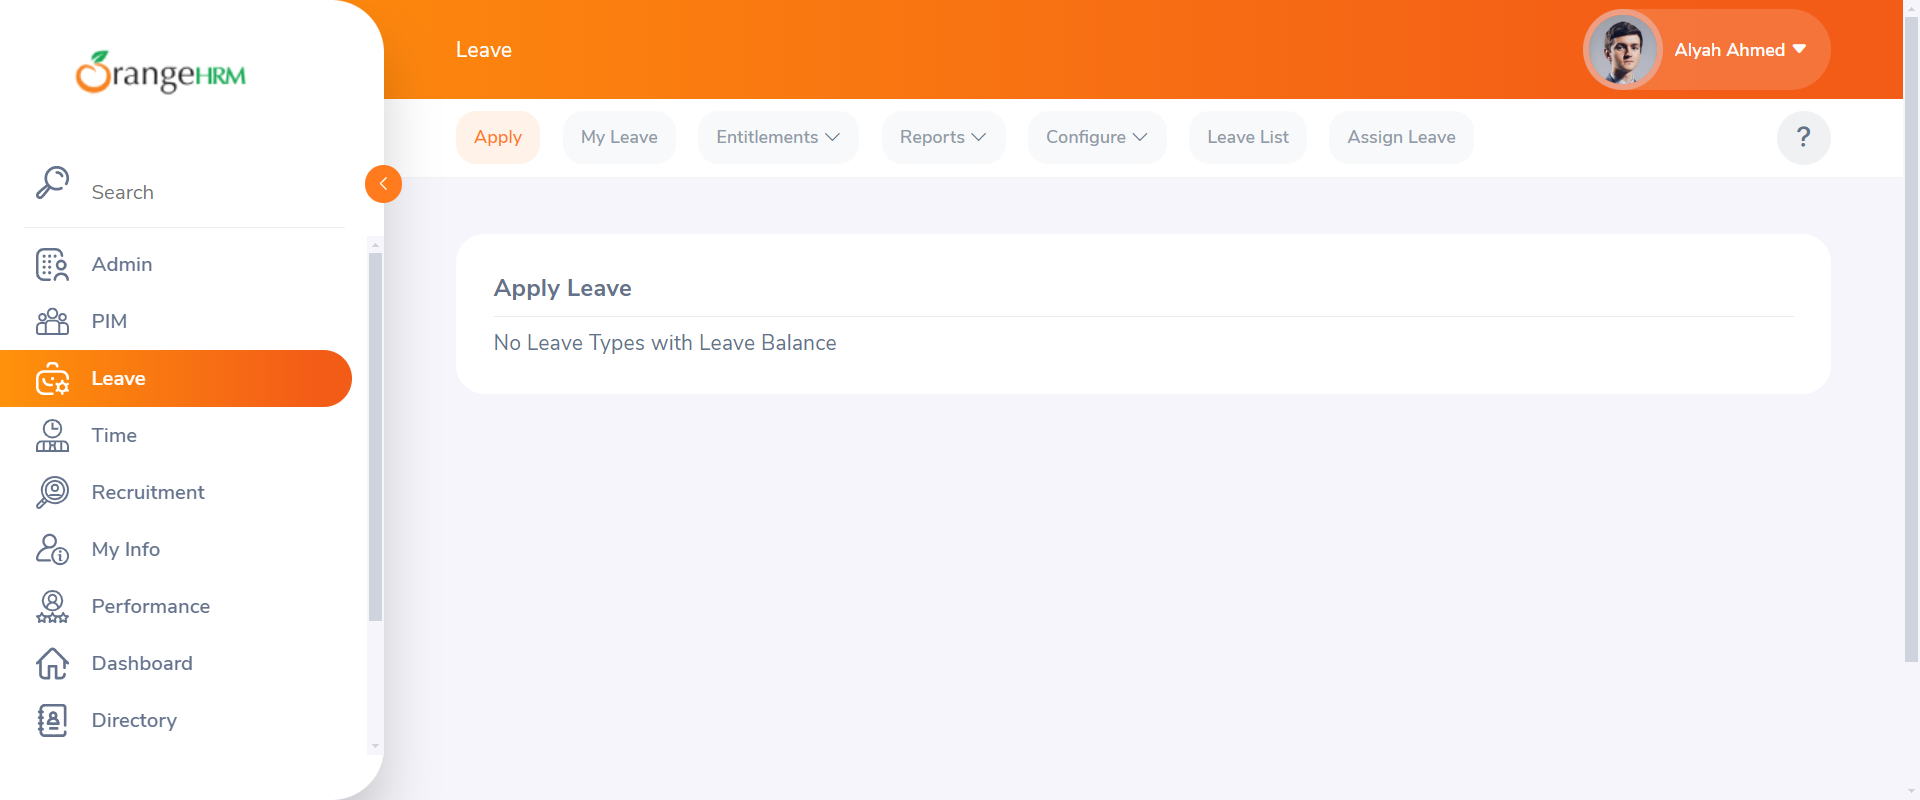 OrangeHRM
Search
Admin
PIM
Leave
Time
Recruitment
My Info
Performance
Dashboard
Directory
Leave
Alyah Ahmed
Apply
My Leave
Entitlements
Reports
Configure
Leave List
Assign Leave
?
Apply Leave
No Leave Types with Leave Balance